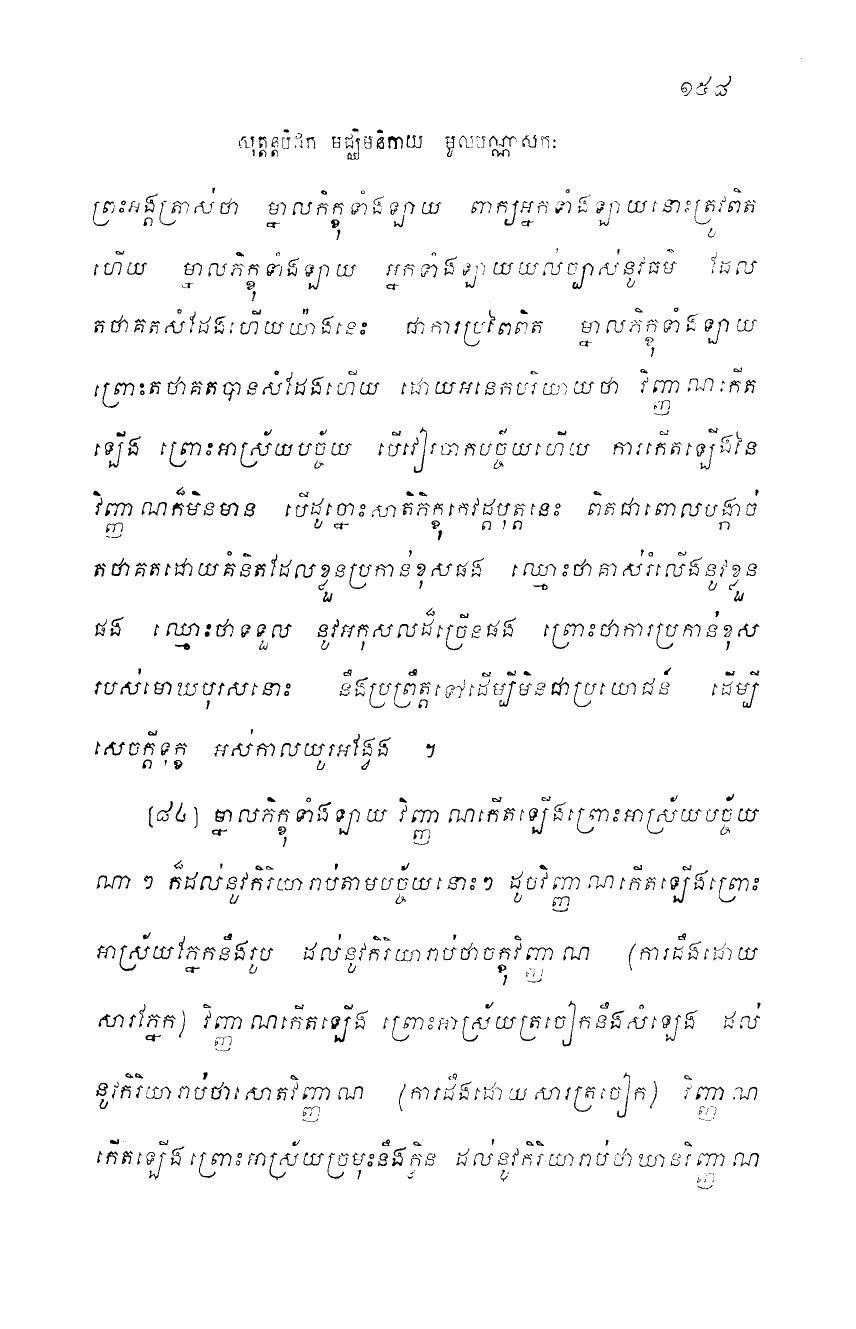 ១៥៨
សុត្តន្តបិដក មជ្ឈិមនិកាយ មូលបណ្ណាសកៈ
ព្រះអង្គត្រាស់ថា ម្នាលភិក្ខុទាំងឡាយ ពាក្យអ្នកទាំងឡាយនោះត្រូវពិត
ហើយ ម្នាលភិក្ខុទាំងឡាយ អ្នកទាំងឡាយយល់ច្បាស់នូវធម៌ ដែល
តថាគតសំដែងហើយយ៉ាងនេះ ជាការប្រពៃពិត ម្នាលភិក្ខុទាំងឡាយ
ព្រោះតថាគតបានសំដែងហើយ ដោយអនេកបរិយាយថា វិញ្ញាណកើត
ឡើង ព្រោះអាស្រ័យបច្ច័យ បើវៀរចាកបច្ច័យហើយ ការកើតឡើងនៃ
វិញ្ញាណក៏មិនមាន បើដូច្នោះសាតិភិក្ខុកេវដ្តបុត្តនេះ ពិតជាពោលបង្កាច់
តថាគតដោយគំនិតដែលខ្លួនប្រកាន់ខុសផង ឈ្មោះថាគាស់រំលើងនូវខ្លួន
ផង ឈ្មោះថាទទួល នូវអកុសលដ៏ច្រើនផង ព្រោះថាការប្រកាន់ខុស
របស់មោឃបុរសនោះ នឹងប្រព្រឹត្តទៅដើម្បីមិនជាប្រយោជន៍ ដើម្បី
សេចក្តីទុក្ខ អស់កាលយូរអង្វែង ។
[៨៤] ម្នាលភិក្ខុទាំងឡាយ វិញ្ញាណកើតឡើងព្រោះអាស្រ័យបច្ច័យ
ណា ៗ ក៏ដល់នូវកិរិយារាប់តាមបច្ច័យនោះៗ ដូចវិញ្ញាណកើតឡើងព្រោះ
អាស្រ័យភ្នែកនឹងរូប ដល់នូវកិរិយារាប់ថាចក្ខុវិញ្ញាណ (ការដឹងដោយ
សារភ្នែក) វិញ្ញាណកើតឡើង ព្រោះអាស្រ័យត្រចៀកនឹងសំឡេង ដល់
នូវកិរិយារាប់ថាសោតវិញ្ញាណ (ការដឹងដោយសារត្រចៀក) វិញ្ញាណ
កើតឡើងព្រោះអាស្រ័យច្រមុះនឹងក្លិន ដល់នូវកិរិយារាប់ថាឃានវិញ្ញាណ